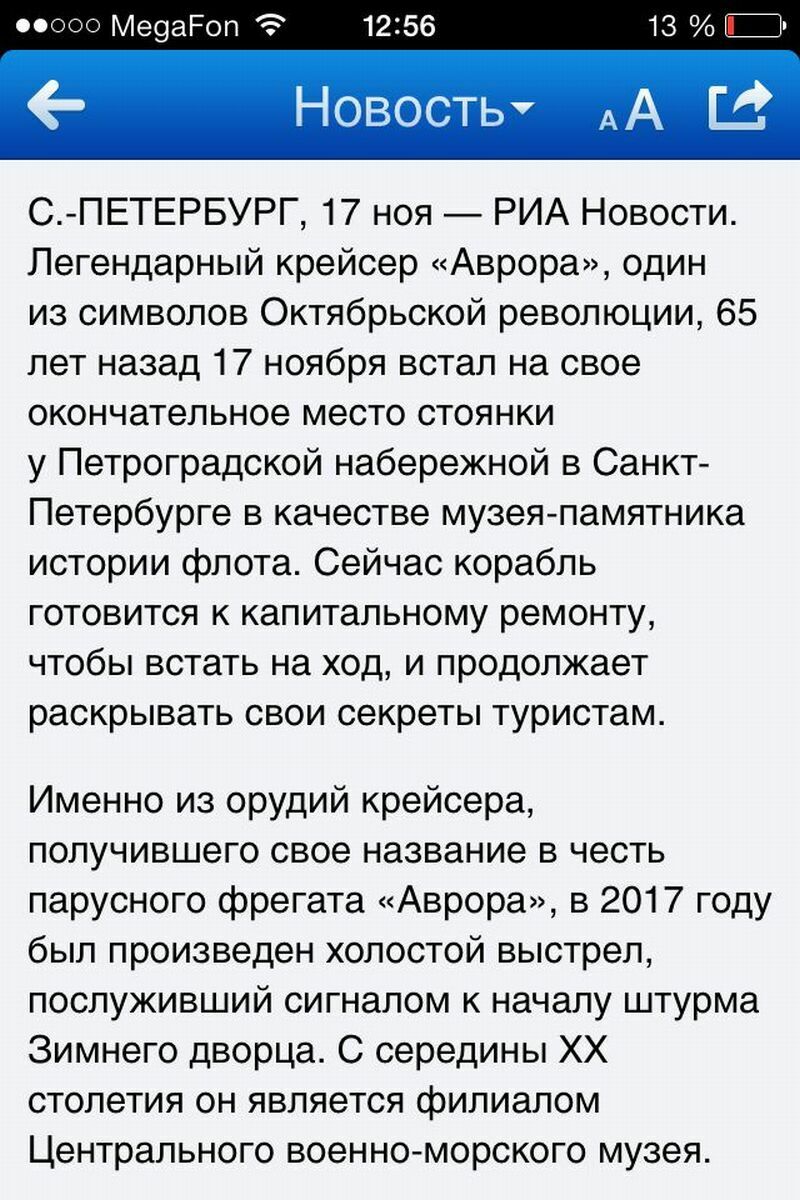 MegaFon 12:56 13 %
Новость AA
С.-ПЕТЕРБУРГ, 17 ноя — РИА Новости.
Легендарный крейсер «Аврора», один
из символов Октябрьской революции, 65
лет назад 17 ноября встал на свое
окончательное место стоянки
у Петроградской набережной в Санкт-
Петербурге в качестве музея-памятника
истории флота. Сейчас корабль
готовится к капитальному ремонту,
чтобы встать на ход, и продолжает
раскрывать свои секреты туристам.
Именно из орудий крейсера,
получившего свое название в честь
парусного фрегата «Аврора», в 2017 году
был произведен холостой выстрел,
послуживший сигналом к началу штурма
Зимнего дворца. С середины XX
столетия он является филиалом
Центрального военно-морского музея.